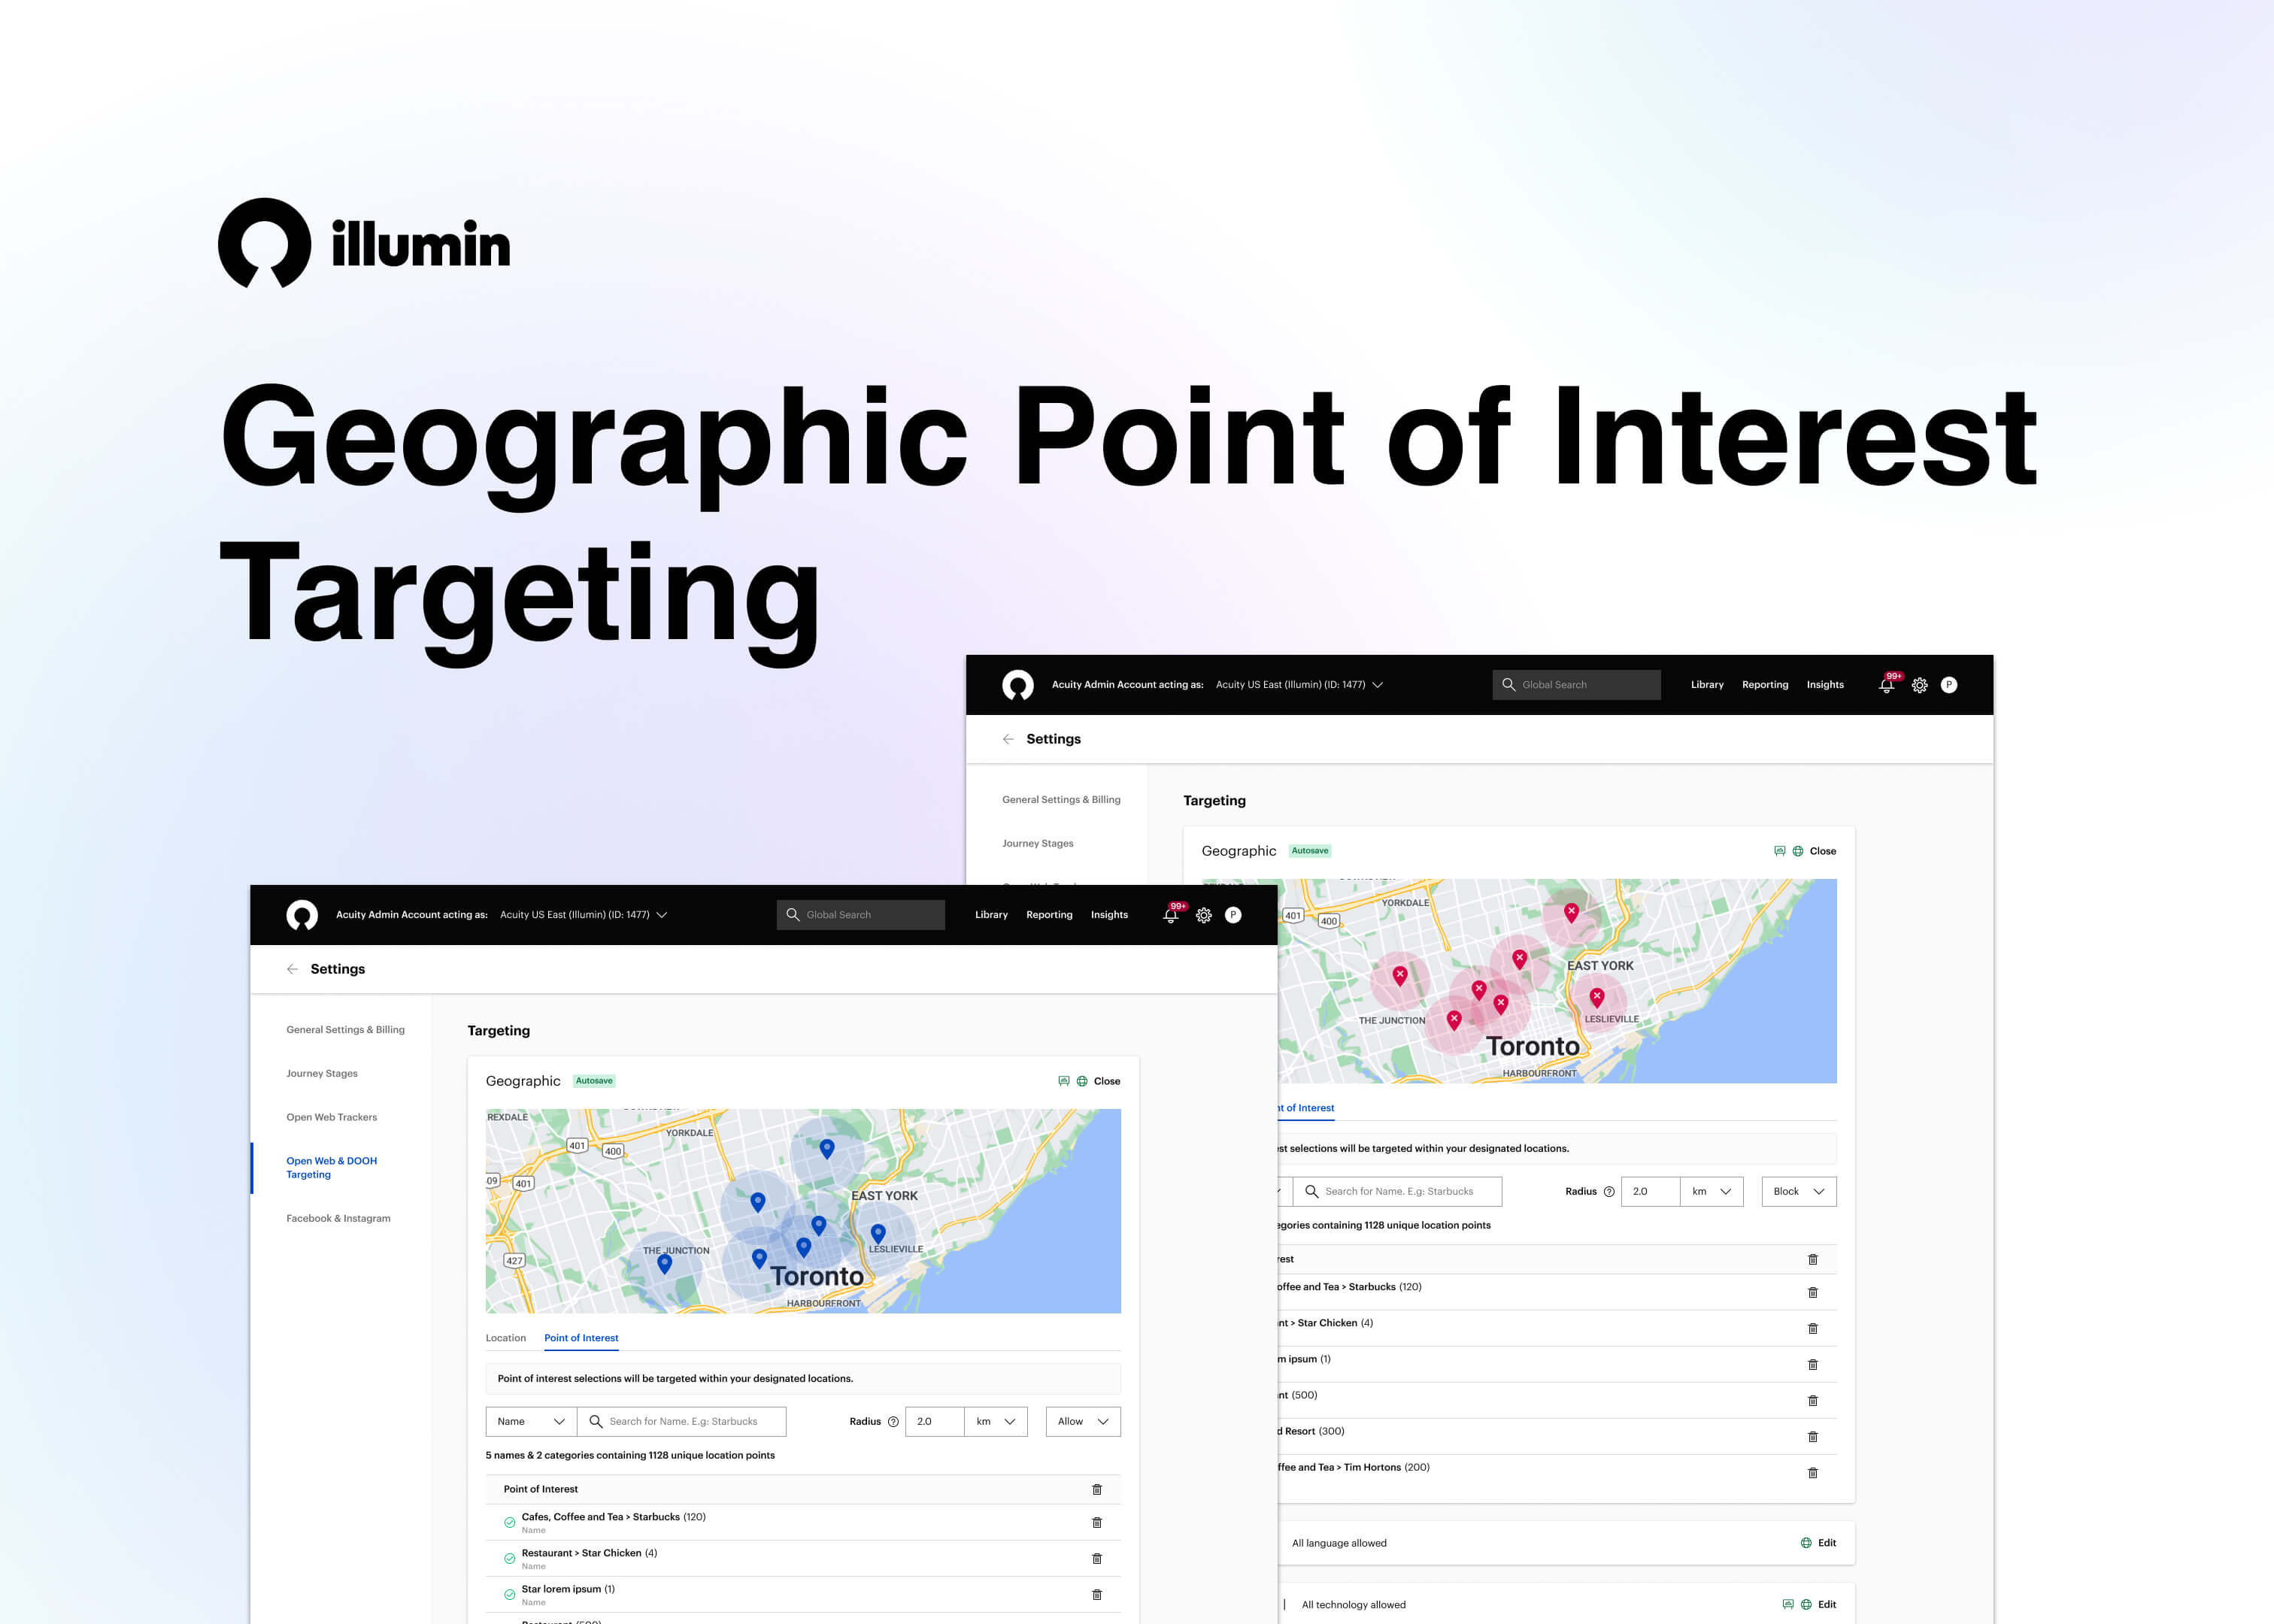 illumin
Geographic Point of Interest
Targeting
Acuity Admin Account acting as: Acuity US East (Illumin) (ID: 1477)
Global Search
Library Reporting Insights
99+
P
Settings
General Settings & Billing
Journey Stages
Targeting
Geographic Autosave
Close
YORKDALE
401
400
EAST YORK
THE JUNCTION
LESLIEVILLE
Toronto
HARBOURFRONT
nt of Interest
est selections will be targeted within your designated locations.
Search for Name. E.g: Starbucks
Radius ? 2.0 km Block
egories containing 1128 unique location points
rest
offee and Tea > Starbucks (120)
nt > Star Chicken (4)
m ipsum (1)
nt (500)
d Resort (300)
ffee and Tea > Tim Hortons (200)
All language allowed
Edit
| All technology allowed
Edit
Acuity Admin Account acting as: Acuity US East (Illumin) (ID: 1477)
Global Search
Library Reporting Insights
99+
P
Settings
General Settings & Billing
Journey Stages
Open Web Trackers
Open Web & DOOH
Targeting
Facebook & Instagram
Targeting
Geographic Autosave
Close
REXDALE
YORKDALE
401
400
09
401
EAST YORK
THE JUNCTION
LESLIEVILLE
427
Toronto
HARBOURFRONT
Location Point of Interest
Point of interest selections will be targeted within your designated locations.
Name Search for Name. E.g: Starbucks Radius ? 2.0 km Allow
5 names & 2 categories containing 1128 unique location points
Point of Interest
Cafes, Coffee and Tea > Starbucks (120)
Name
Restaurant > Star Chicken (4)
Name
Star lorem ipsum (1)
Name